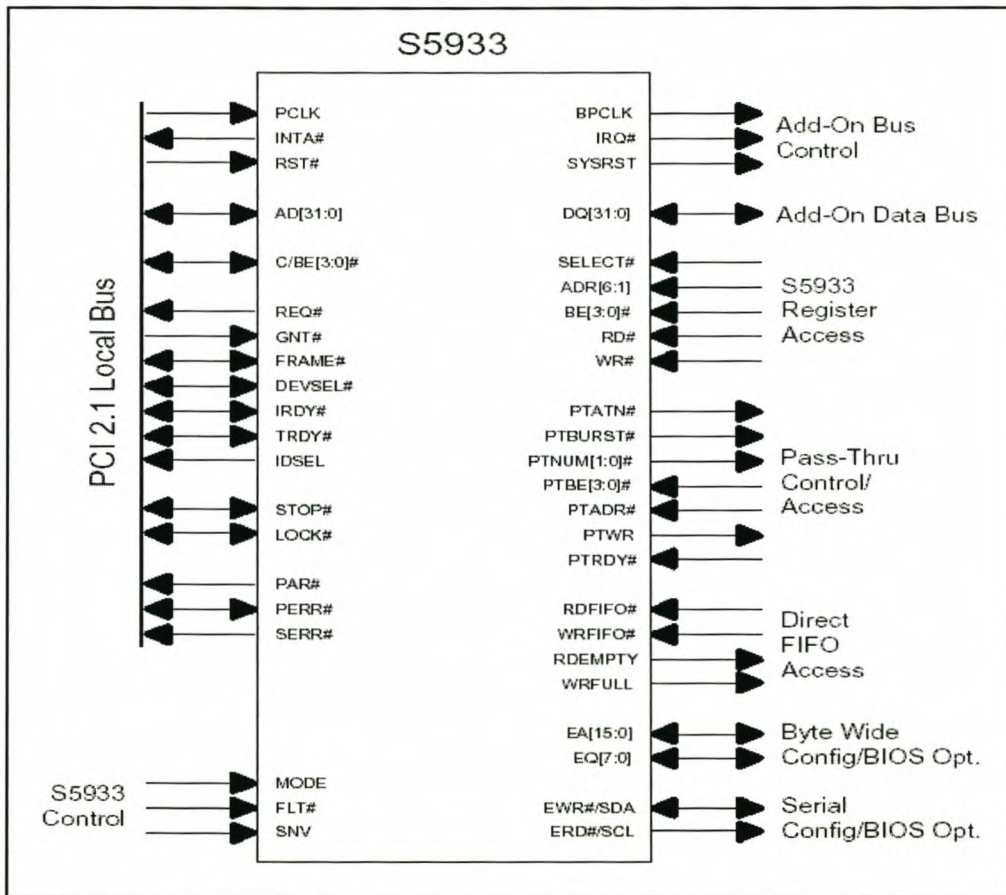 S5933
PCI 2.1 Local Bus
PCLK
INTA#
RST#
AD[31:0]
C/BE[3:0]#
REQ#
GNT#
FRAME#
DEVSEL#
IRDY#
TRDY#
IDSEL
STOP#
LOCK#
PAR#
PERR#
SERR#
S5933
Control
MODE
FLT#
SNV
BPCLK
IRQ#
SYSRST
Add-On Bus
Control
DQ[31:0]
Add-On Data Bus
SELECT#
ADR[6:1]
BE[3:0]#
RD#
WR#
S5933
Register
Access
PTATN#
PTBURST#
PTNUM[1:0]#
PTBE[3:0]#
PTADR#
PTWR
PTRDY#
Pass-Thru
Control/
Access
RDFIFO#
WRFIFO#
RDEMPTY
WRFULL
Direct
FIFO
Access
EA[15:0]
EQ[7:0]
Byte Wide
Config/BIOS Opt.
EWR#/SDA
ERD#/SCL
Serial
Config/BIOS Opt.